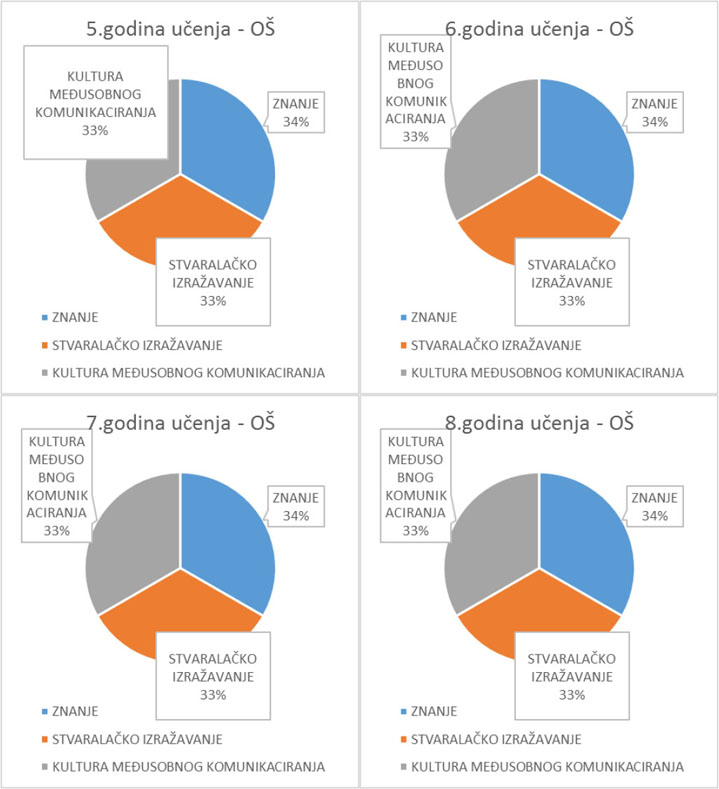 5.godina učenja - OŠ
KULTURA
MEĐUSOBNOG
KOMUNIKACIRANJA
33%
ZNANJE
34%
STVARALAČKO
IZRAŽAVANJE
33%
ZNANJE
STVARALAČKO IZRAŽAVANJE
KULTURA MEĐUSOBNOG KOMUNIKACIRANJA
6.godina učenja - OŠ
KULTURA
MEĐUSO
BNOG
KOMUNIK
ACIRANJA
33%
ZNANJE
34%
STVARALAČKO
IZRAŽAVANJE
33%
ZNANJE
STVARALAČKO IZRAŽAVANJE
KULTURA MEĐUSOBNOG KOMUNIKACIRANJA
7.godina učenja - OŠ
KULTURA
MEĐUSO
BNOG
KOMUNIK
ACIRANJA
33%
ZNANJE
34%
STVARALAČKO
IZRAŽAVANJE
33%
ZNANJE
STVARALAČKO IZRAŽAVANJE
KULTURA MEĐUSOBNOG KOMUNIKACIRANJA
8.godina učenja - OŠ
KULTURA
MEĐUSO
BNOG
KOMUNIK
ACIRANJA
33%
ZNANJE
34%
STVARALAČKO
IZRAŽAVANJE
33%
ZNANJE
STVARALAČKO IZRAŽAVANJE
KULTURA MEĐUSOBNOG KOMUNIKACIRANJA